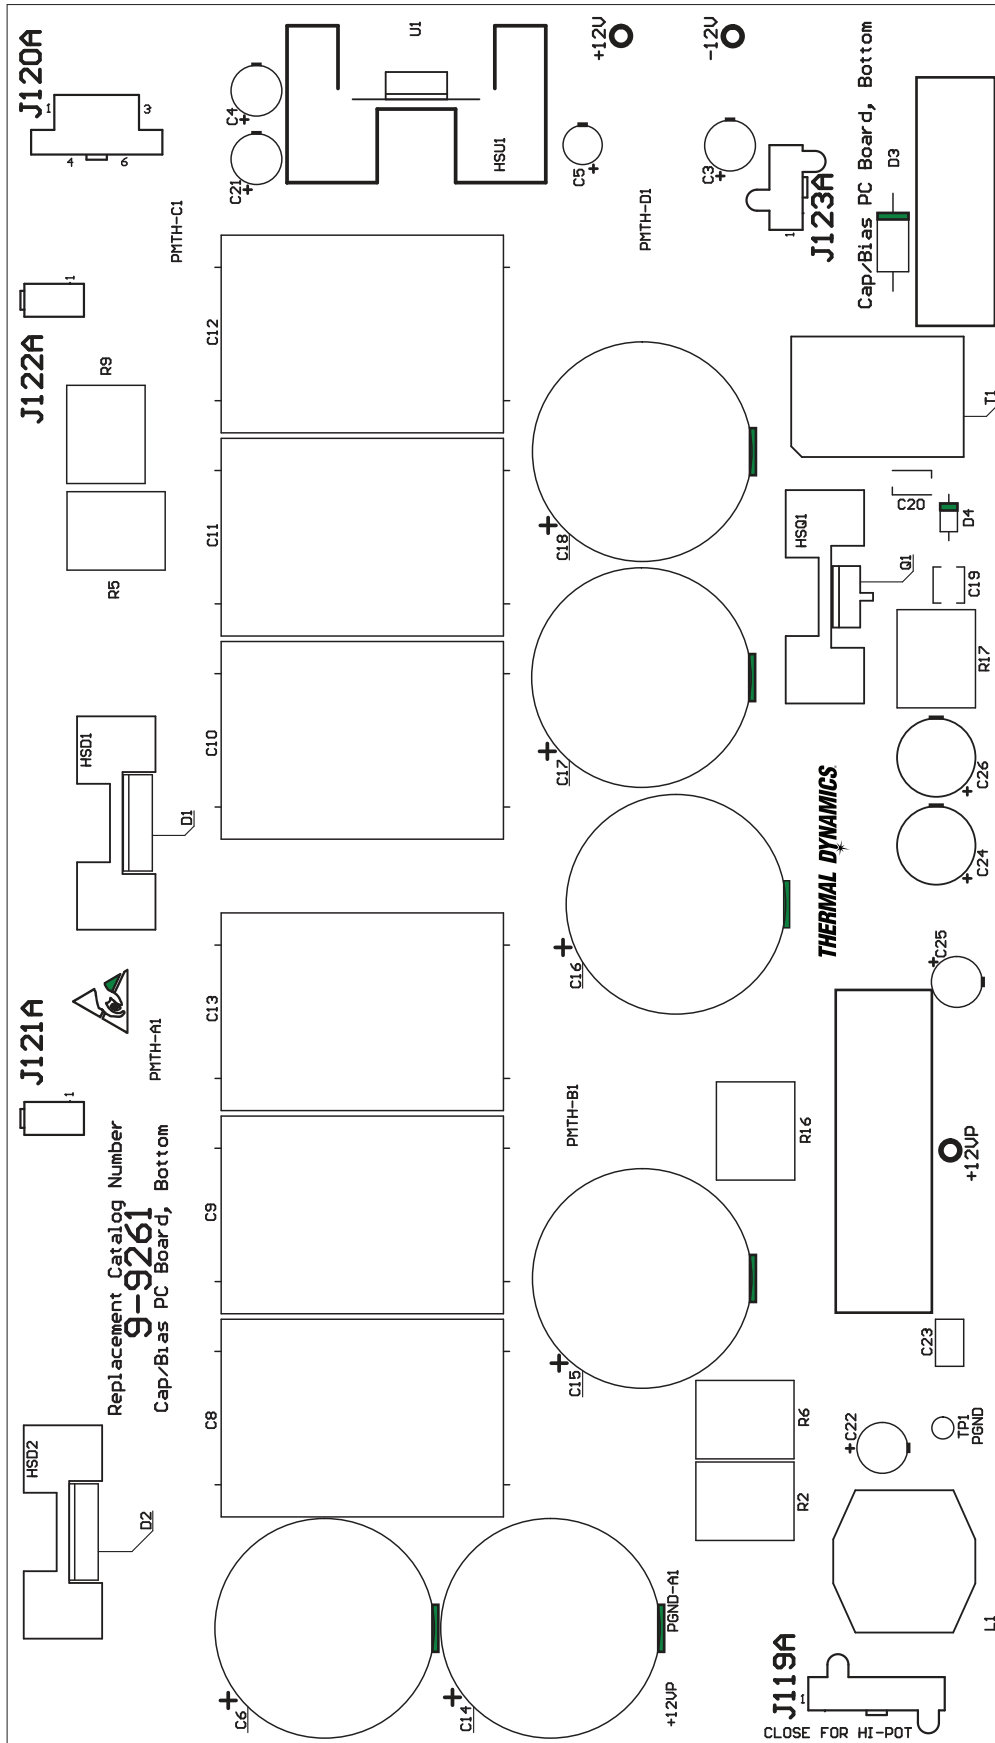 J120A
1
3
4
6
C4
+
C21
+
U1
HSU1
+12V
-12V
C5
+
C3
+
J123A
1
Cap/Bias PC Board, Bottom
D3
PMTH-C1
PMTH-D1
1
J122A
R9
R5
C12
C11
C10
+
C18
+
C17
+
C16
T1
C20
D4
HSQ1
Q1
C19
R17
+
C26
+
C24
+
C25
THERMAL DYNAMICS
HSD1
D1
J121A
1
PMTH-A1
C13
PMTH-B1
R16
+12VP
Replacement Catalog Number
9-9261
Cap/Bias PC Board, Bottom
C9
C8
+
C15
C23
R6
R2
+
C22
TP1
PGND
HSD2
D2
+
C6
+
C14
+12VP
PGND-A1
L1
J119A
1
CLOSE FOR HI-POT